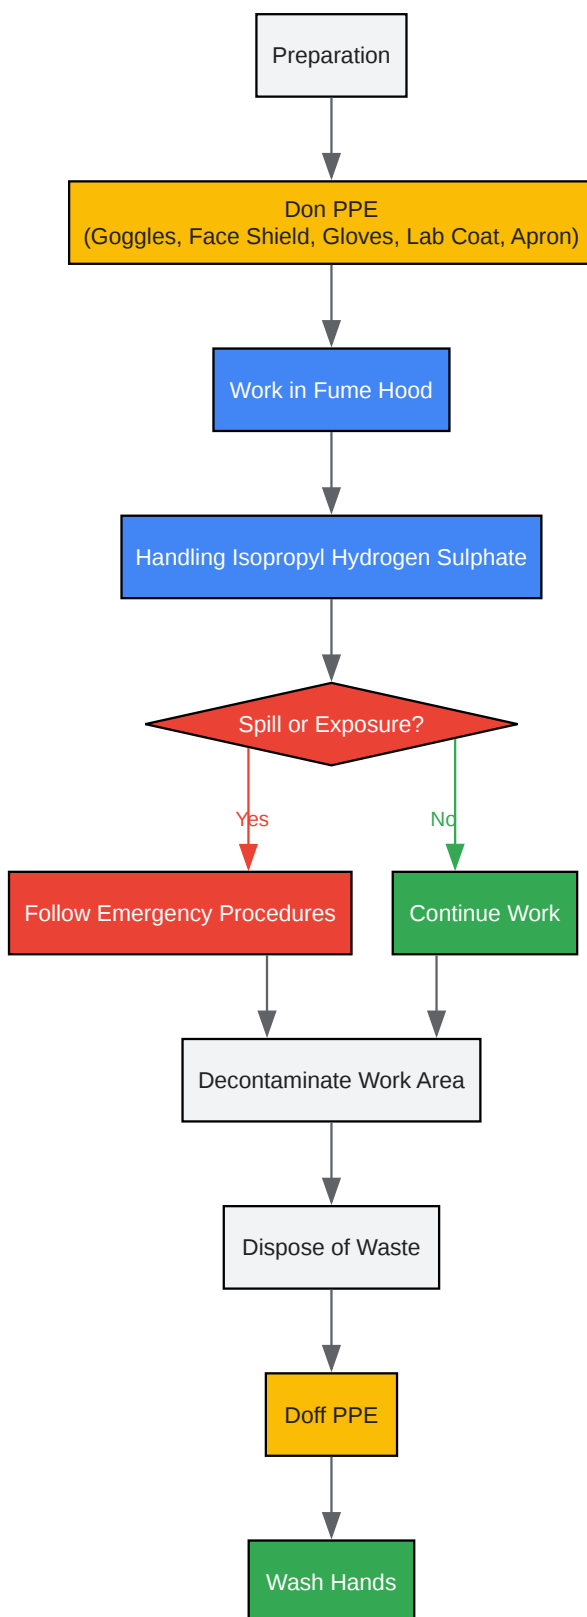 Preparation
Don PPE
(Goggles, Face Shield, Gloves, Lab Coat, Apron)
Work in Fume Hood
Handling Isopropyl Hydrogen Sulphate
Spill or Exposure?
Yes
No
Follow Emergency Procedures
Continue Work
Decontaminate Work Area
Dispose of Waste
Doff PPE
Wash Hands